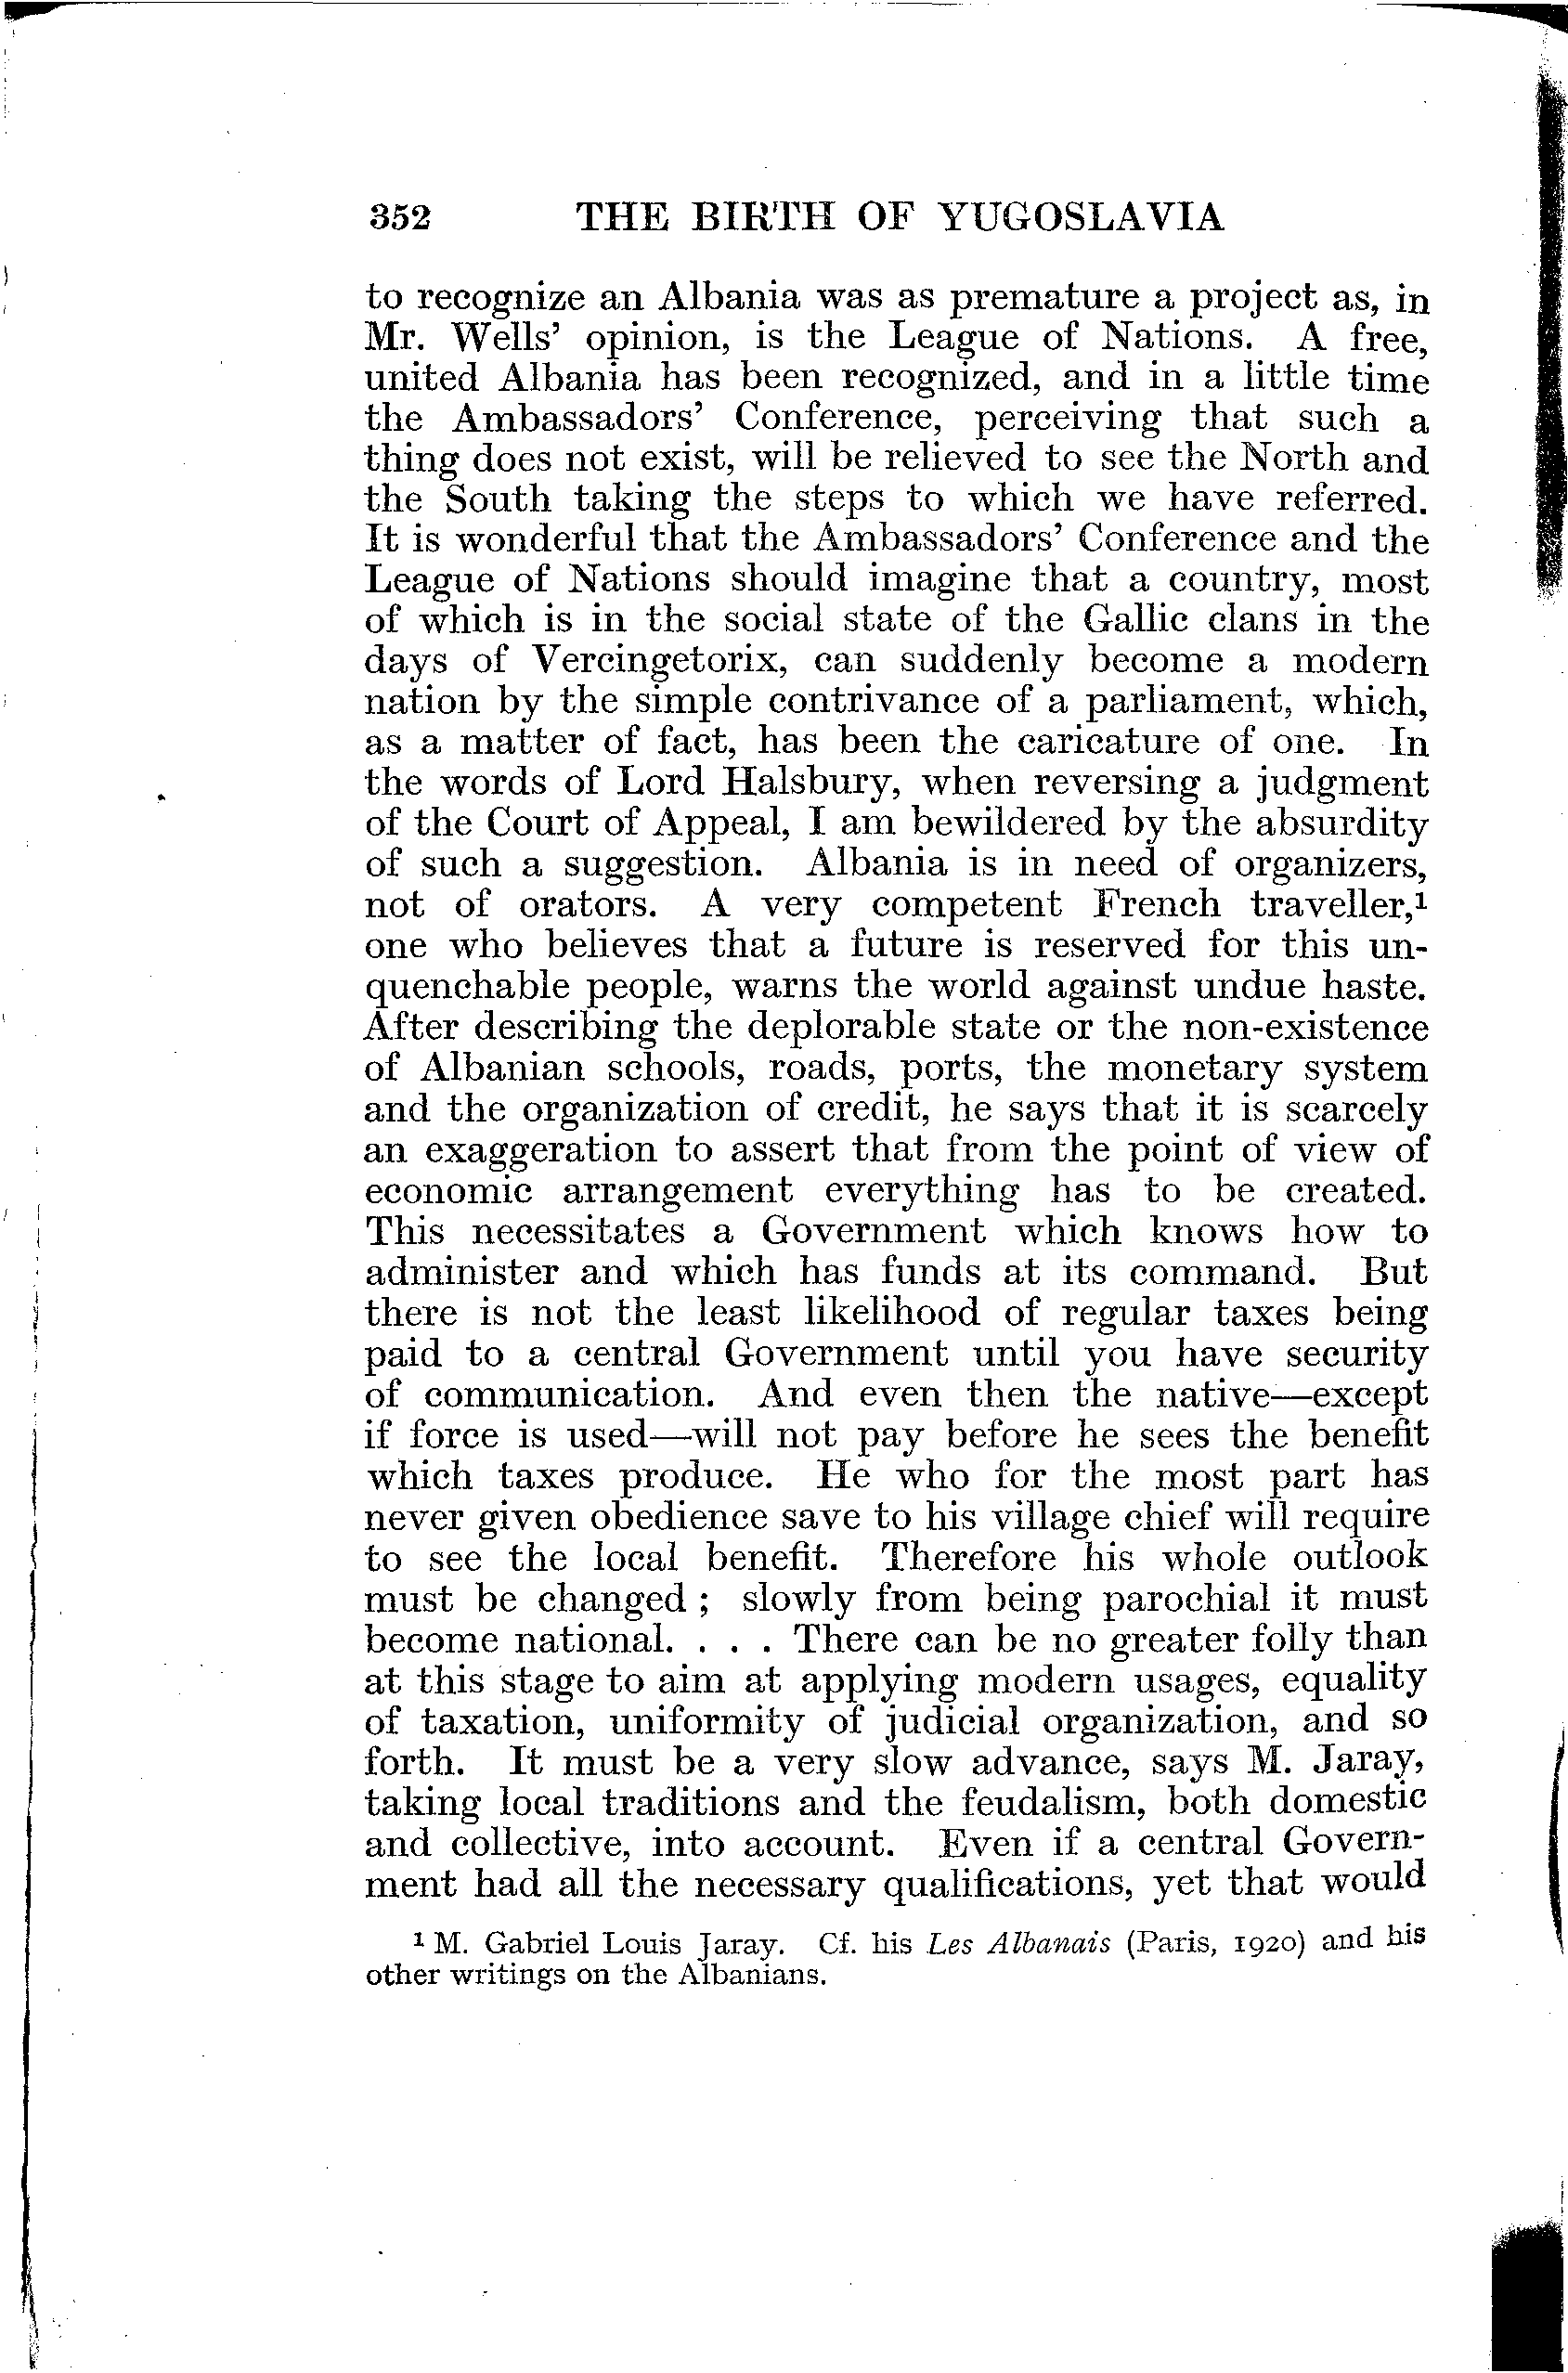 352 THE BIRTH OF YUGOSLAVIA
to recognize an Albania was as premature a project as, in
Mr. Wells' opinion, is the League of Nations. A free,
united Albania has been recognized, and in a little time
the Ambassadors' Conference, perceiving that such a
thing does not exist, will be relieved to see the North and
the South taking the steps to which we have referred.
It is wonderful that the Ambassadors' Conference and the
League of Nations should imagine that a country, most
of which is in the social state of the Gallic clans in the
days of Vercingetorix, can suddenly become a modern
nation by the simple contrivance of a parliament, which,
as a matter of fact, has been the caricature of one. In
the words of Lord Halsbury, when reversing a judgment
of the Court of Appeal, I am bewildered by the absurdity
of such a suggestion. Albania is in need of organizers,
not of orators. A very competent French traveller,¹
one who believes that a future is reserved for this un-
quenchable people, warns the world against undue haste.
After describing the deplorable state or the non-existence
of Albanian schools, roads, ports, the monetary system
and the organization of credit, he says that it is scarcely
an exaggeration to assert that from the point of view of
economic arrangement everything has to be created.
This necessitates a Government which knows how to
administer and which has funds at its command. But
there is not the least likelihood of regular taxes being
paid to a central Government until you have security
of communication. And even then the native—except
if force is used—will not pay before he sees the benefit
which taxes produce. He who for the most part has
never given obedience save to his village chief will require
to see the local benefit. Therefore his whole outlook
must be changed ; slowly from being parochial it must
become national. . . . There can be no greater folly than
at this stage to aim at applying modern usages, equality
of taxation, uniformity of judicial organization, and so
forth. It must be a very slow advance, says M. Jaray,
taking local traditions and the feudalism, both domestic
and collective, into account. Even if a central Govern-
ment had all the necessary qualifications, yet that would
¹ M. Gabriel Louis Jaray. Cf. his Les Albanais (Paris, 1920) and his
other writings on the Albanians.